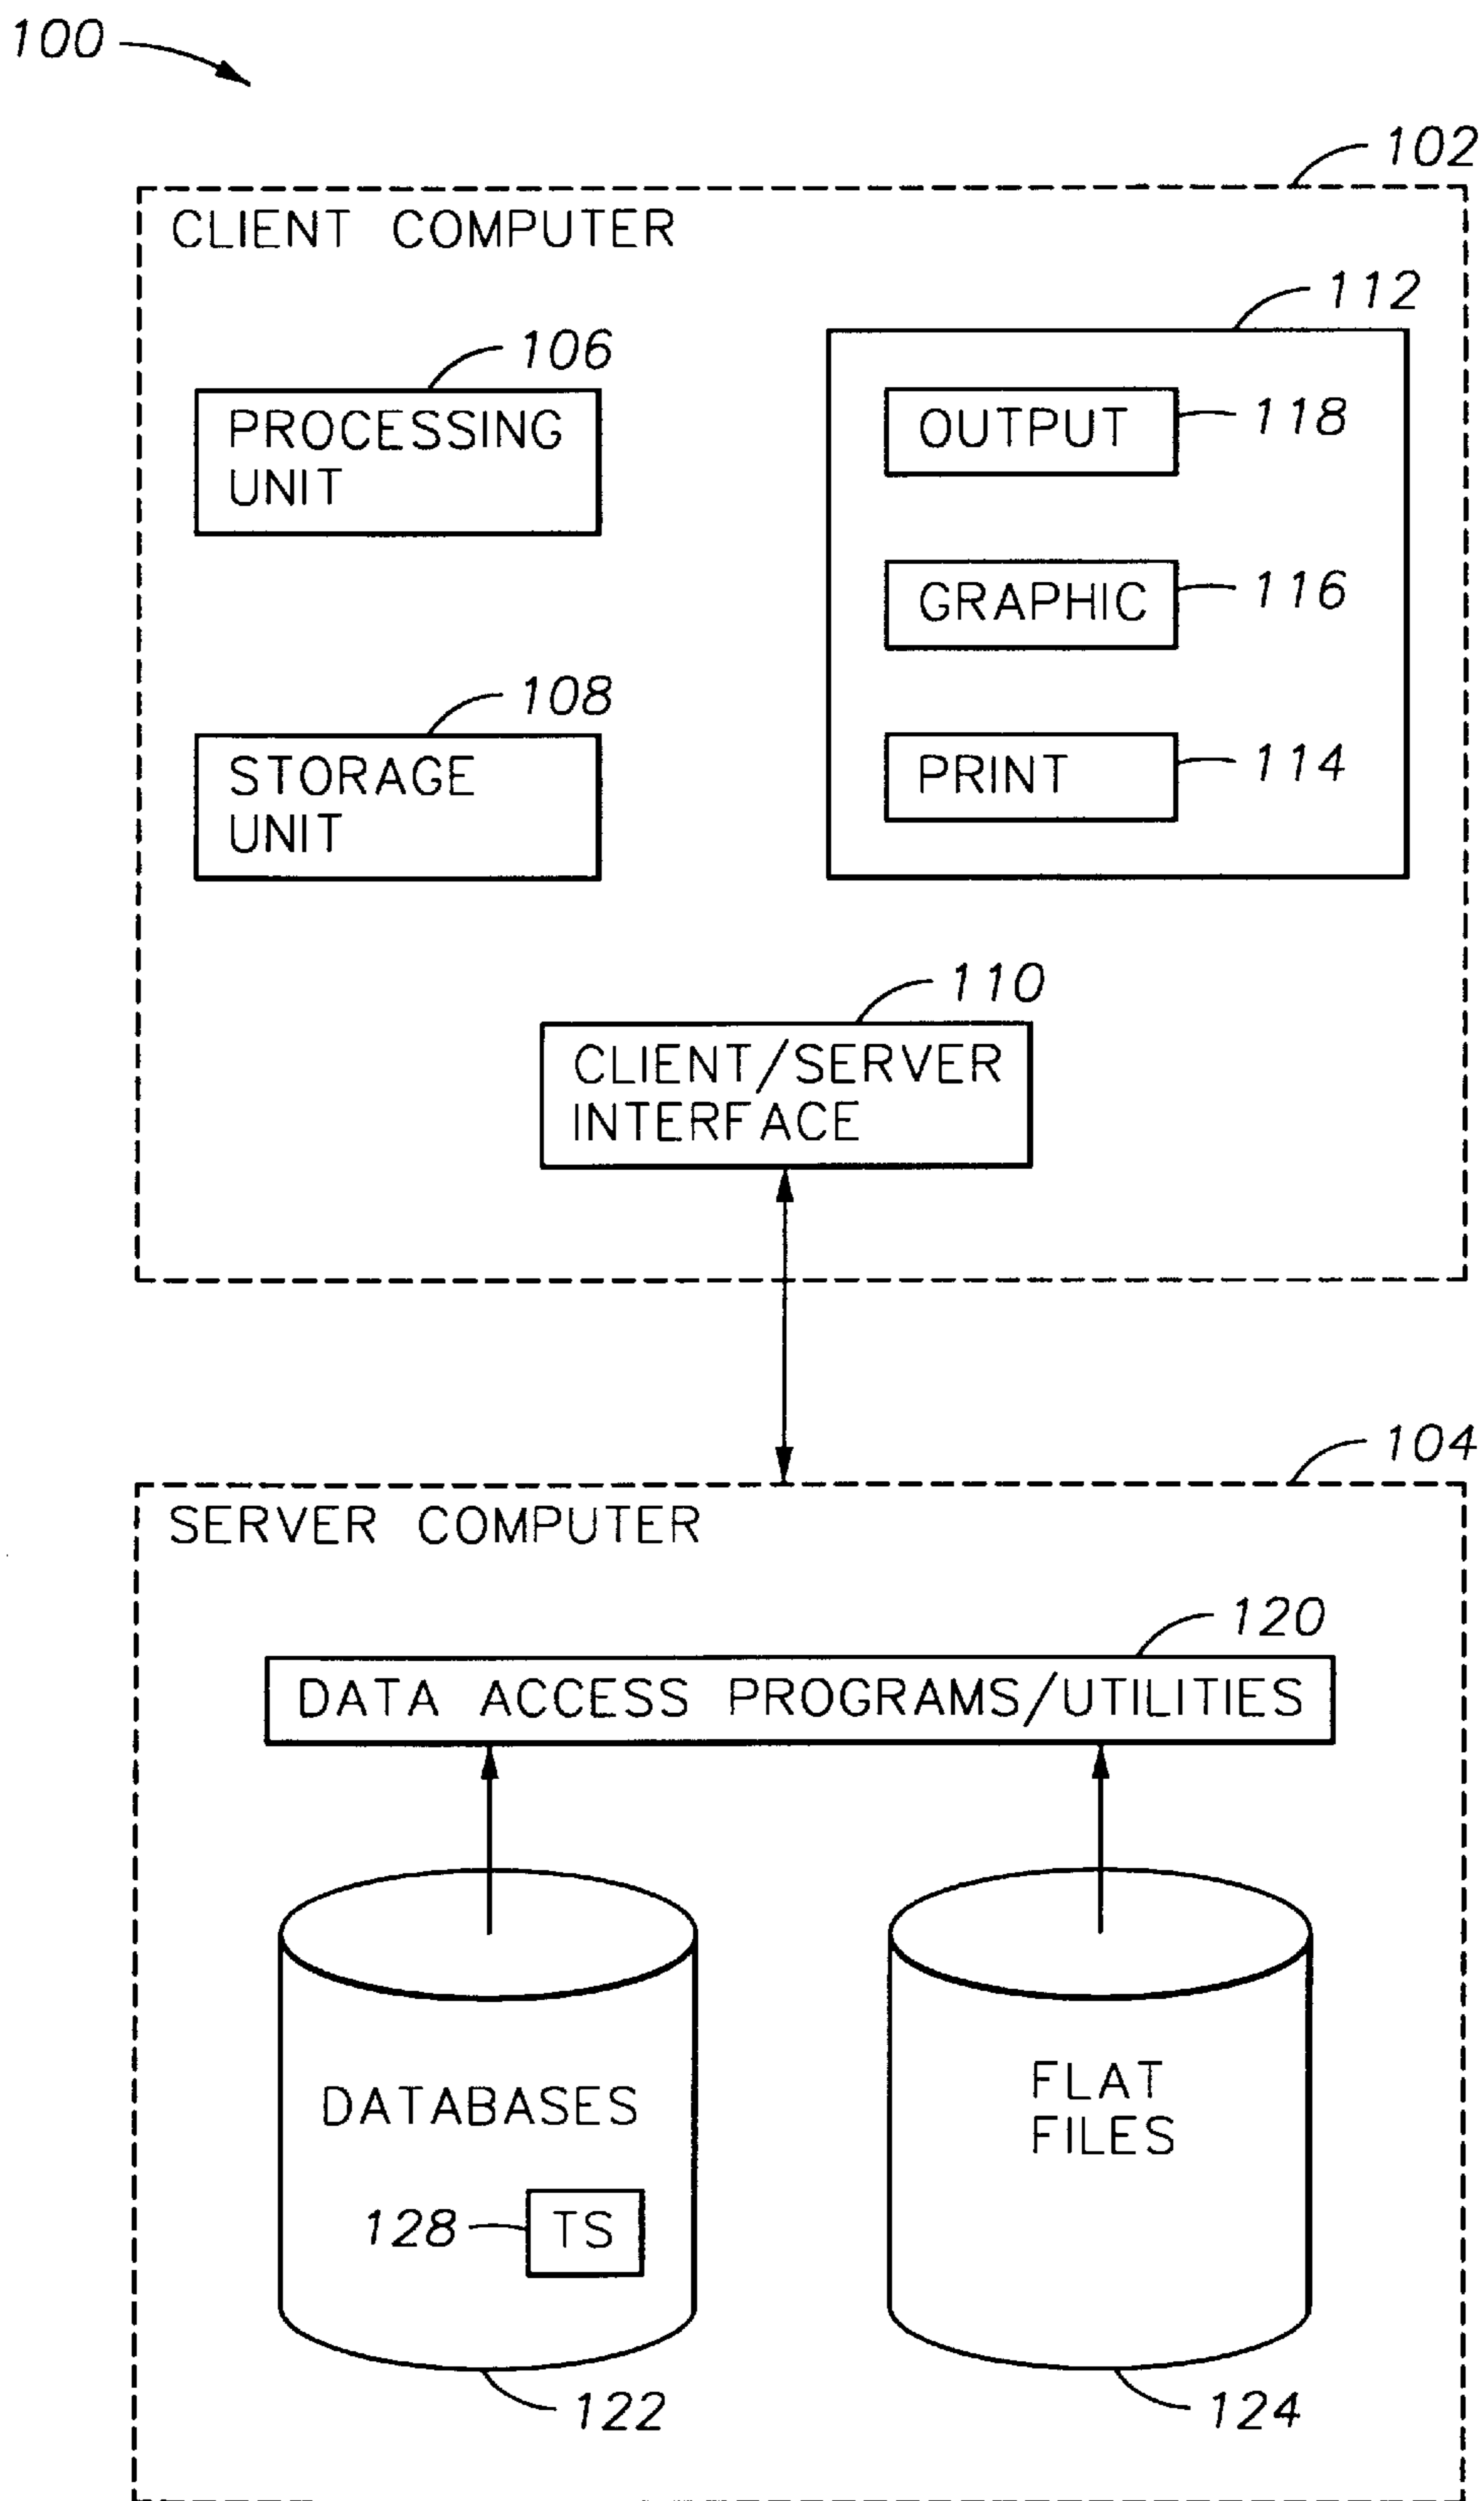 100
102
CLIENT COMPUTER
112
106
PROCESSING
UNIT
OUTPUT
118
GRAPHIC
116
108
STORAGE
UNIT
PRINT
114
110
CLIENT/SERVER
INTERFACE
104
SERVER COMPUTER
120
DATA ACCESS PROGRAMS/UTILITIES
DATABASES
FLAT
FILES
128
TS
122
124